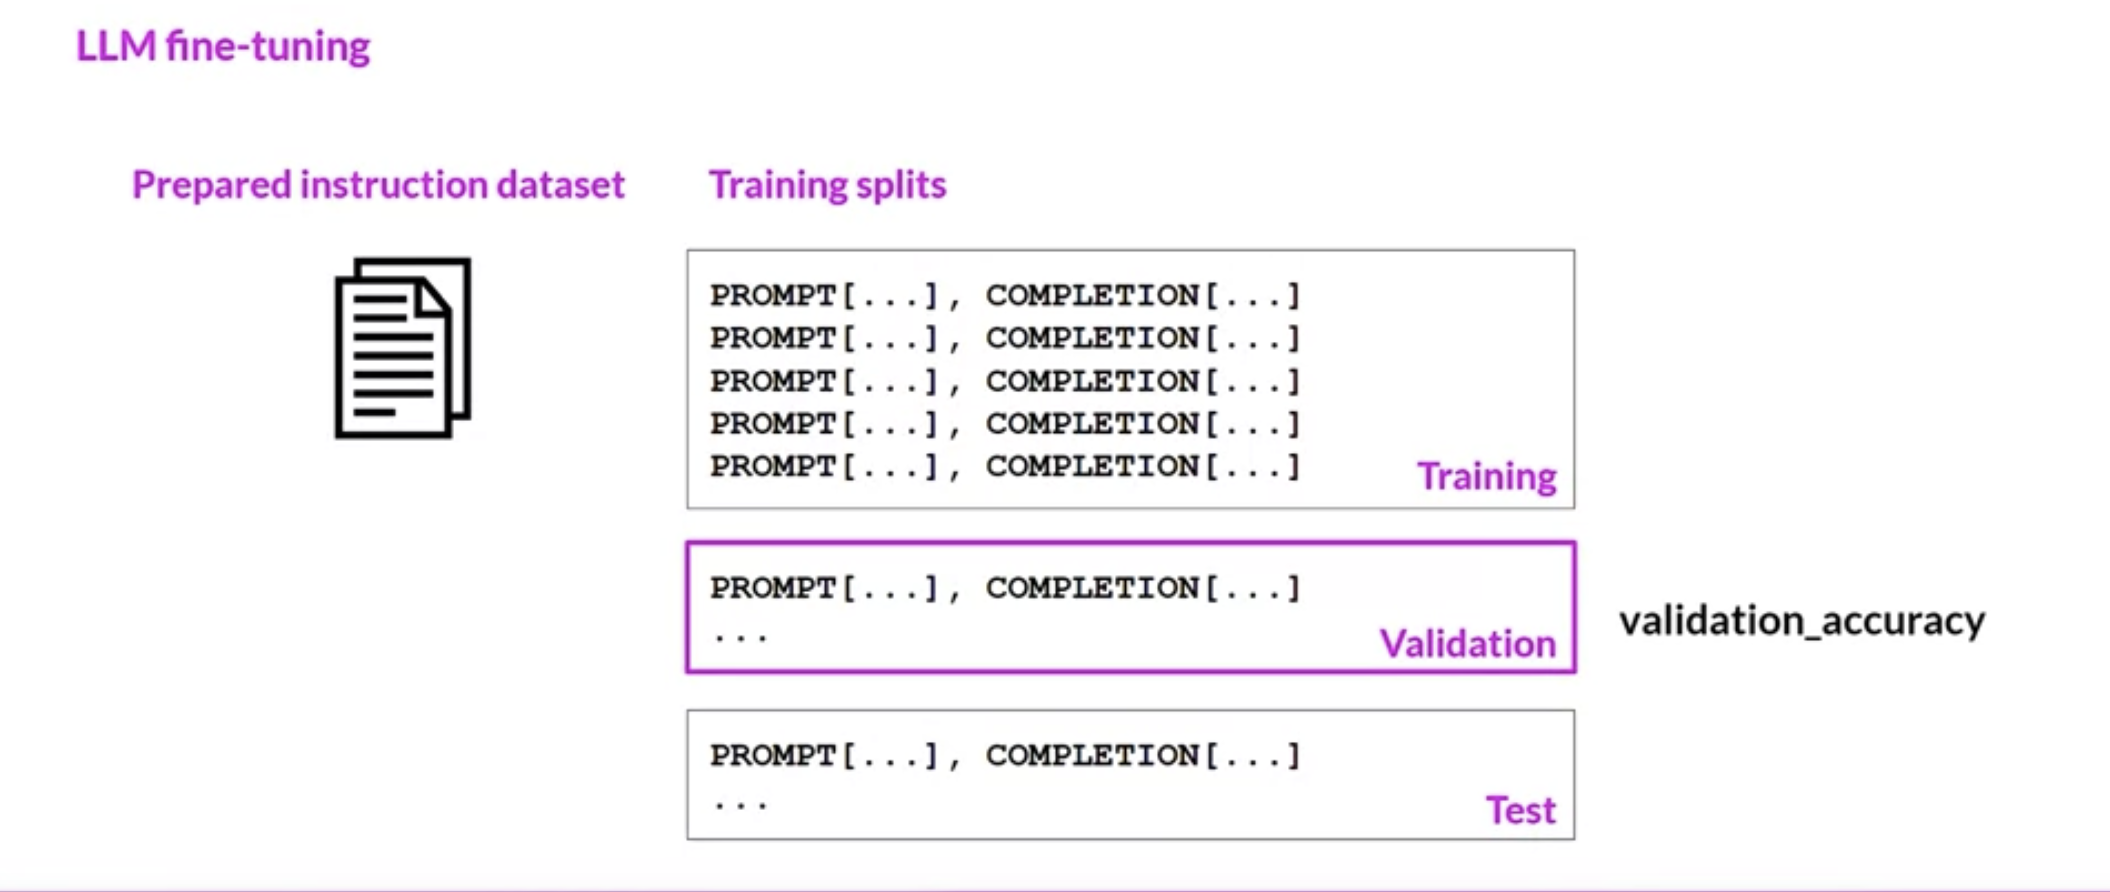 LLM fine-tuning
Prepared instruction dataset
Training splits
PROMPT[...], COMPLETION[...]
PROMPT[...], COMPLETION[...]
PROMPT[...], COMPLETION[...]
PROMPT[...], COMPLETION[...]
PROMPT[...], COMPLETION[...]
Training
PROMPT[...], COMPLETION[...]
...
Validation
validation_accuracy
PROMPT[...], COMPLETION[...]
...
Test